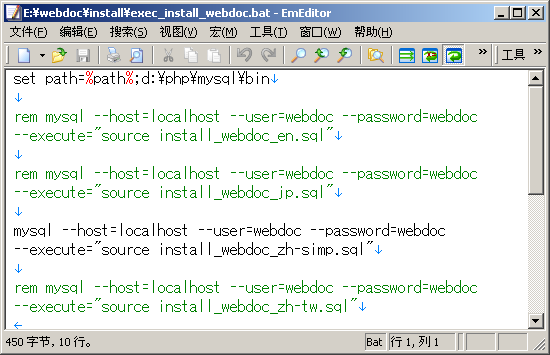 E:¥webdoc¥install¥exec_install_webdoc.bat - EmEditor
文件(F) 编辑(E) 搜索(S) 视图(V) 宏(M) 工具(T) 窗口(W) 帮助(H)
» 工具 »
set path=%path%;d:¥php¥mysql¥bin↓
↓
rem mysql --host=localhost --user=webdoc --password=webdoc
--execute="source install_webdoc_en.sql"↓
↓
rem mysql --host=localhost --user=webdoc --password=webdoc
--execute="source install_webdoc_jp.sql"↓
↓
mysql --host=localhost --user=webdoc --password=webdoc
--execute="source install_webdoc_zh-simp.sql"↓
↓
rem mysql --host=localhost --user=webdoc --password=webdoc
--execute="source install_webdoc_zh-tw.sql"↓
←
450 字节, 10 行。 Bat 行 1, 列 1